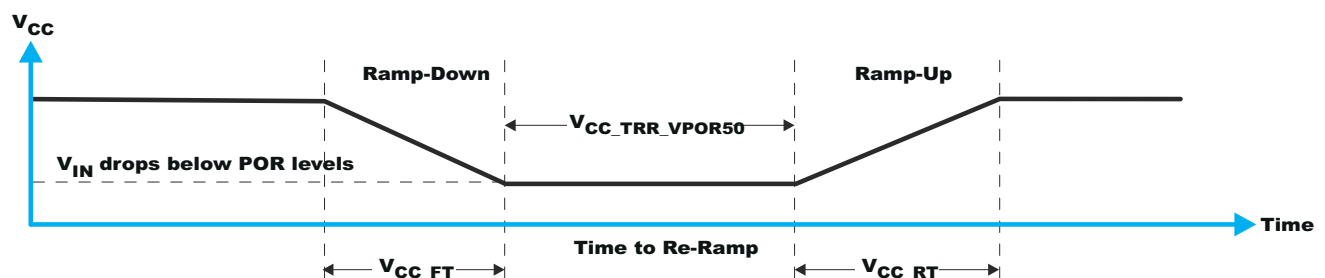 VCC
Ramp-Down
Ramp-Up
VCC_TRR_VPOR50
VIN drops below POR levels
Time
Time to Re-Ramp
VCC_FT
VCC_RT